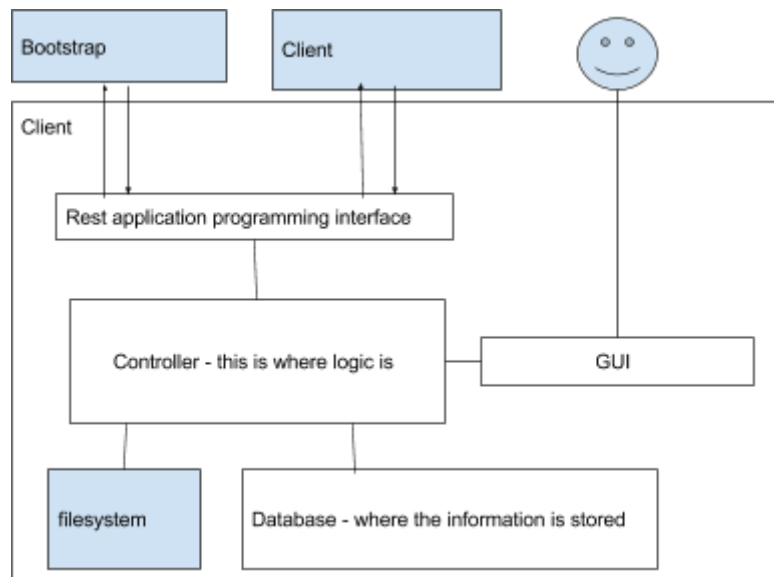 Bootstrap
Client
Client
Rest application programming interface
Controller - this is where logic is
GUI
filesystem
Database - where the information is stored